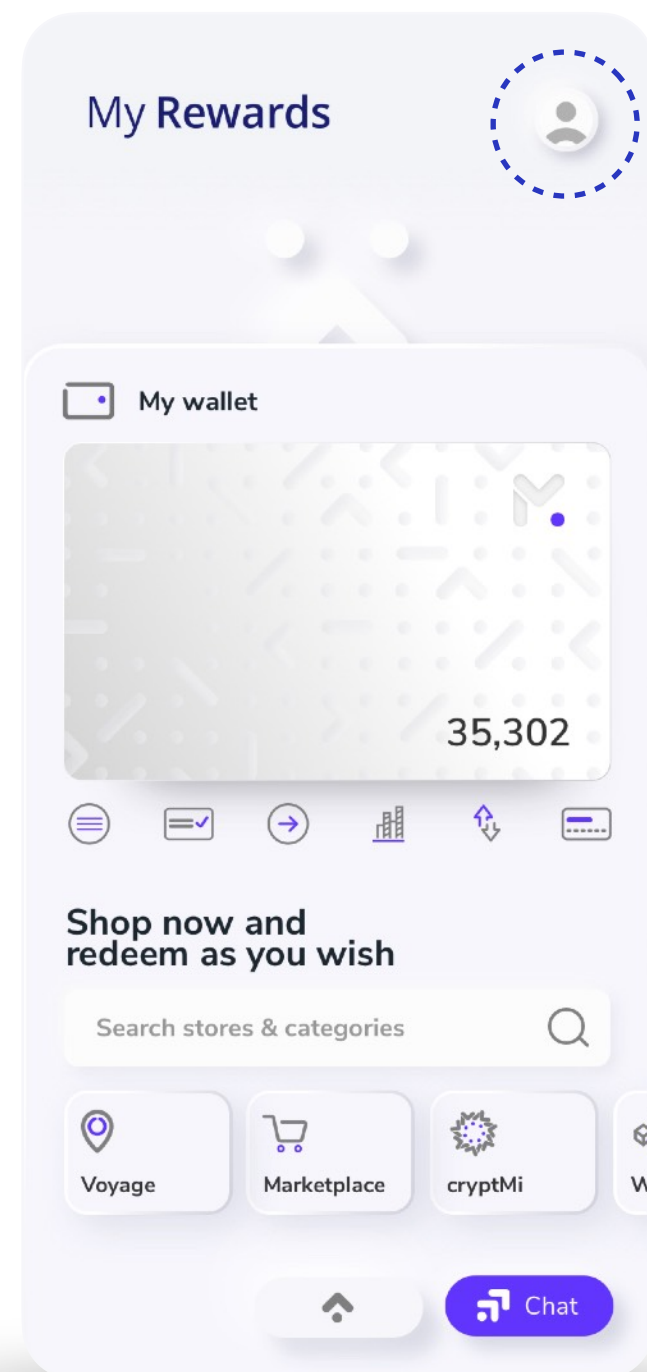 My Rewards
My wallet
35,302
Shop now and
redeem as you wish
Search stores & categories
Voyage
Marketplace
cryptMi
W
Chat